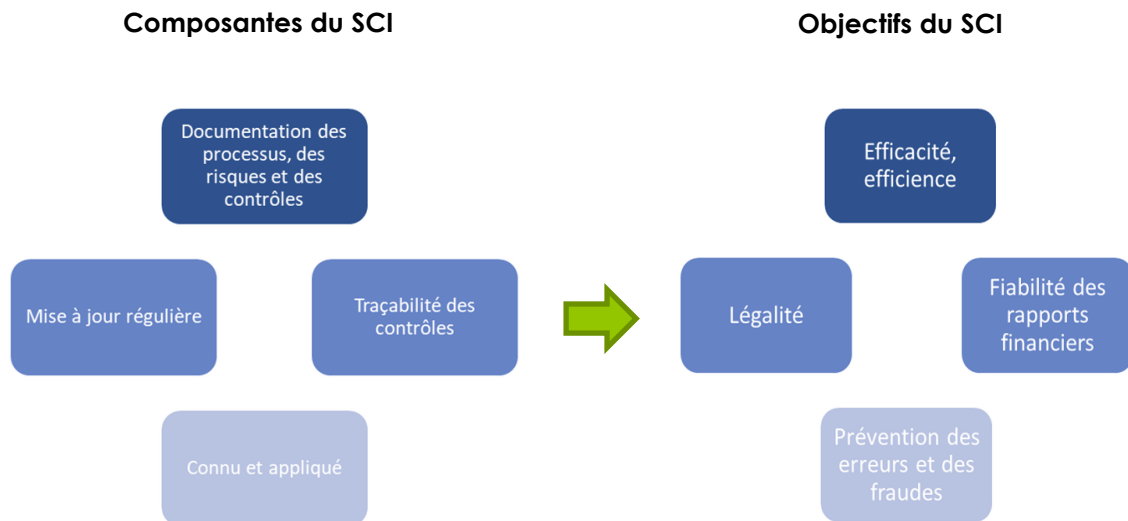 Composantes du SCI
Documentation des
processus, des
risques et des
contrôles
Mise à jour régulière
Traçabilité des
contrôles
Connu et appliqué
Objectifs du SCI
Efficacité,
efficience
Légalité
Fiabilité des
rapports
financiers
Prévention des
erreurs et des
fraudes